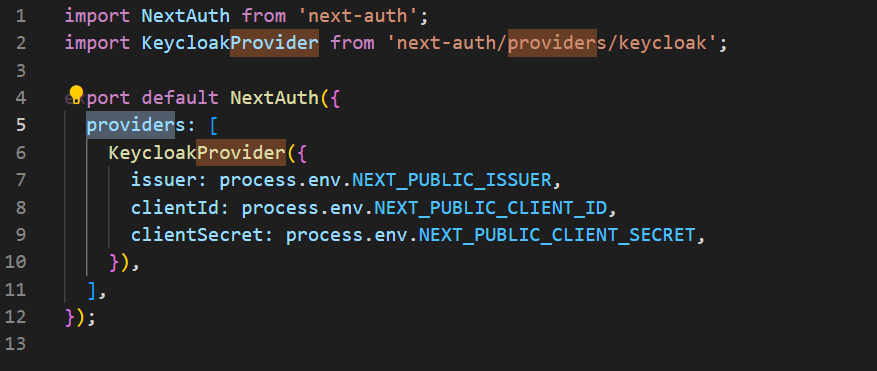 1 import NextAuth from 'next-auth';
2 import KeycloakProvider from 'next-auth/providers/keycloak';
3
4 export default NextAuth({
5 providers: [
6 KeycloakProvider({
7 issuer: process.env.NEXT_PUBLIC_ISSUER,
8 clientId: process.env.NEXT_PUBLIC_CLIENT_ID,
9 clientSecret: process.env.NEXT_PUBLIC_CLIENT_SECRET,
10 }),
11 ],
12 });
13